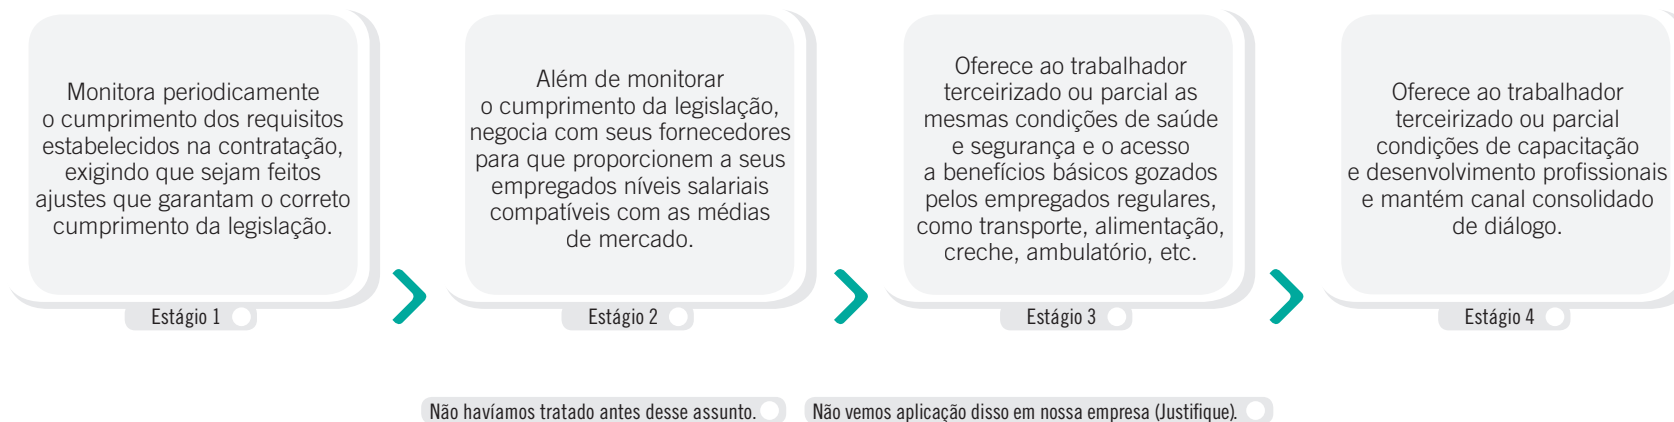 Monitora periodicamente
o cumprimento dos requisitos
estabelecidos na contratação,
exigindo que sejam feitos
ajustes que garantam o correto
cumprimento da legislação.
Estágio 1
Além de monitorar
o cumprimento da legislação,
negocia com seus fornecedores
para que proporcionem a seus
empregados níveis salariais
compatíveis com as médias
de mercado.
Estágio 2
Oferece ao trabalhador
terceirizado ou parcial as
mesmas condições de saúde
e segurança e o acesso
a benefícios básicos gozados
pelos empregados regulares,
como transporte, alimentação,
creche, ambulatório, etc.
Estágio 3
Oferece ao trabalhador
terceirizado ou parcial
condições de capacitação
e desenvolvimento profissionais
e mantém canal consolidado
de diálogo.
Estágio 4
Não havíamos tratado antes desse assunto.
Não vemos aplicação disso em nossa empresa (Justifique).